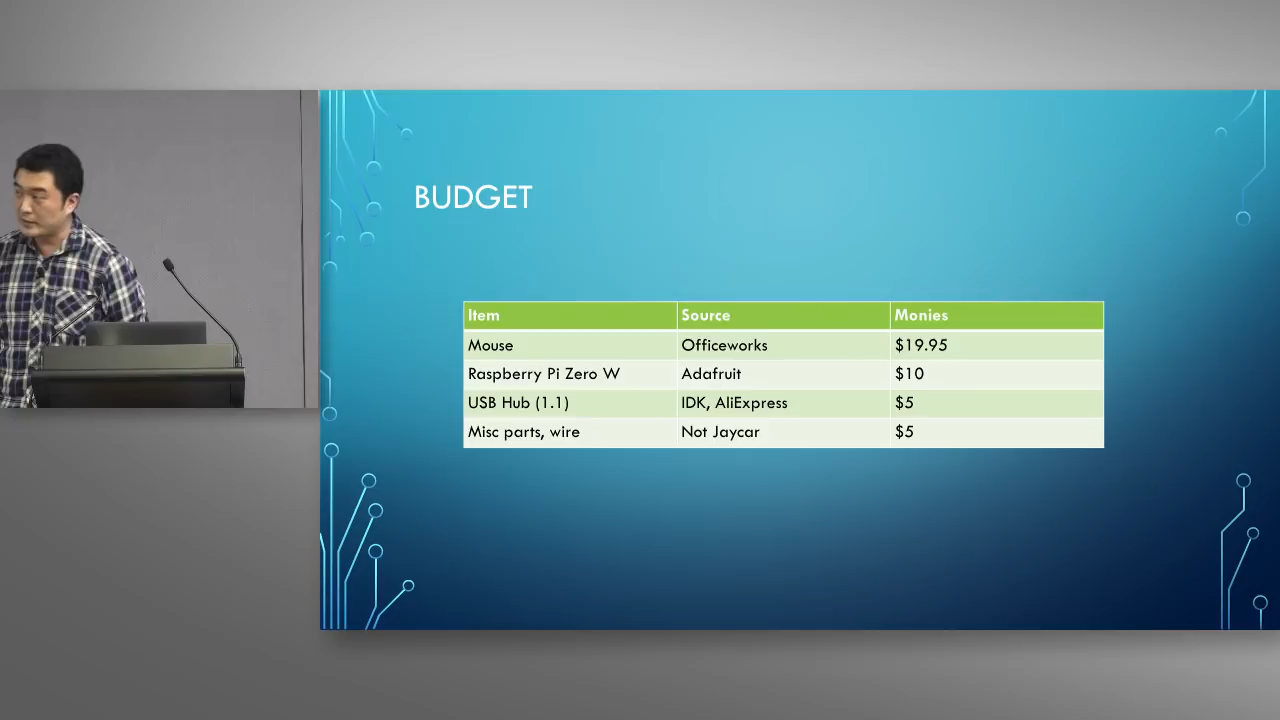 BUDGET
Item Source Monies
Mouse Officeworks $19.95
Raspberry Pi Zero W Adafruit $10
USB Hub (1.1) IDK, AliExpress $5
Misc parts, wire Not Jaycar $5